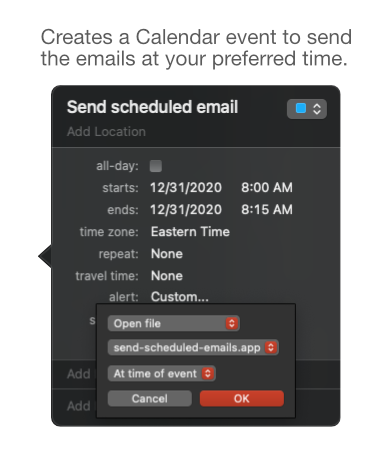 Creates a Calendar event to send
the emails at your preferred time.
Send scheduled email
Add Location
all-day:
starts: 12/31/2020 8:00 AM
ends: 12/31/2020 8:15 AM
time zone: Eastern Time
repeat: None
travel time: None
alert: Custom...
s
Open file
send-scheduled-emails.app
At time of event
Add
Cancel OK
Add